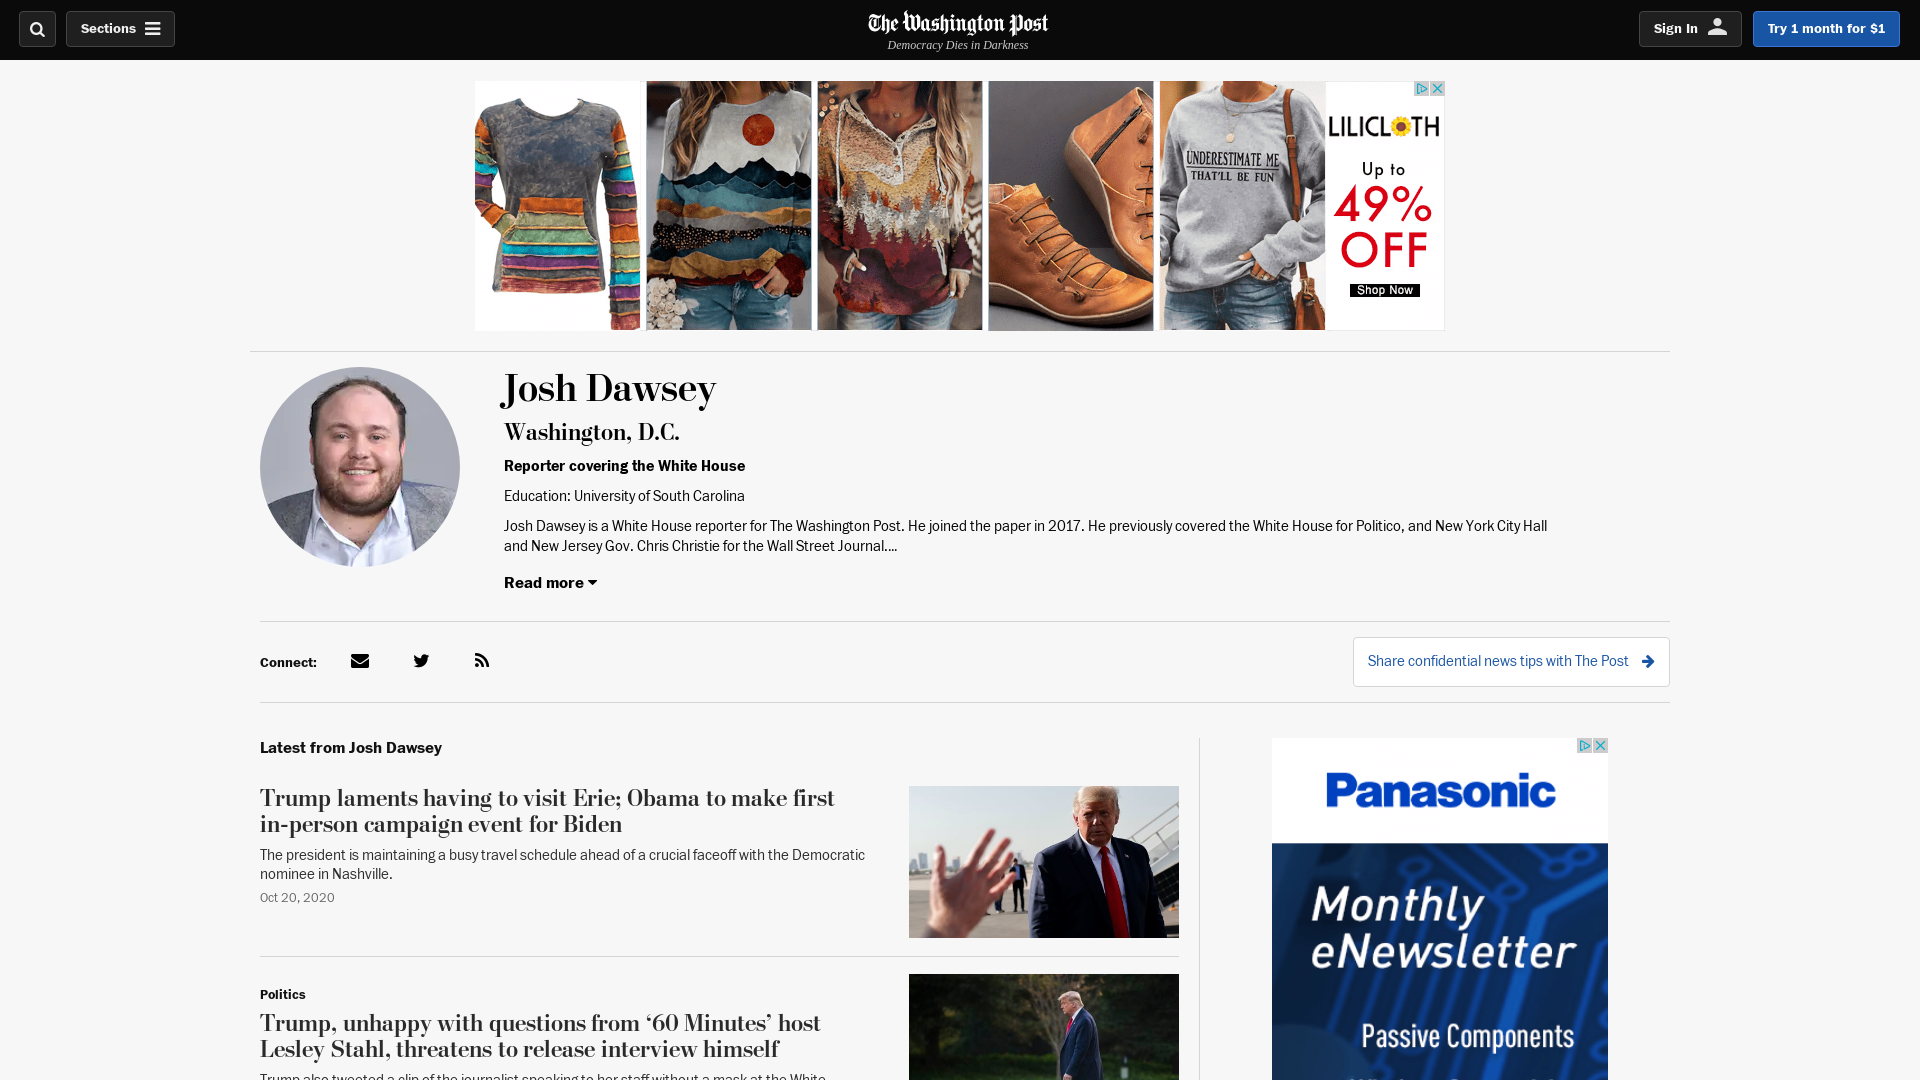 Sections
The Washington Post
Democracy Dies in Darkness
Sign In
Try 1 month for $1
UNDERESTIMATE ME
THAT'LL BE FUN
LILICLOTH
Up to
49%
OFF
Shop Now
Josh Dawsey
Washington, D.C.
Reporter covering the White House
Education: University of South Carolina
Josh Dawsey is a White House reporter for The Washington Post. He joined the paper in 2017. He previously covered the White House for Politico, and New York City Hall
and New Jersey Gov. Chris Christie for the Wall Street Journal....
Read more
Connect:
Share confidential news tips with The Post
Latest from Josh Dawsey
Trump laments having to visit Erie; Obama to make first
in-person campaign event for Biden
The president is maintaining a busy travel schedule ahead of a crucial faceoff with the Democratic
nominee in Nashville.
Oct 20, 2020
Politics
Trump, unhappy with questions from ‘60 Minutes’ host
Lesley Stahl, threatens to release interview himself
Trump also tweeted a clip of the journalist speaking to her staff without a mask at the White
Panasonic
Monthly
eNewsletter
Passive Components